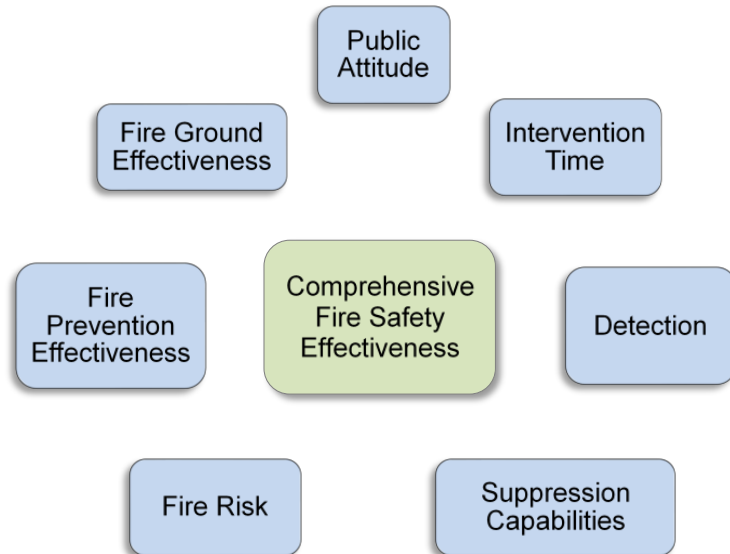 Public
Attitude
Fire Ground
Effectiveness
Intervention
Time
Fire
Prevention
Effectiveness
Comprehensive
Fire Safety
Effectiveness
Detection
Fire Risk
Suppression
Capabilities